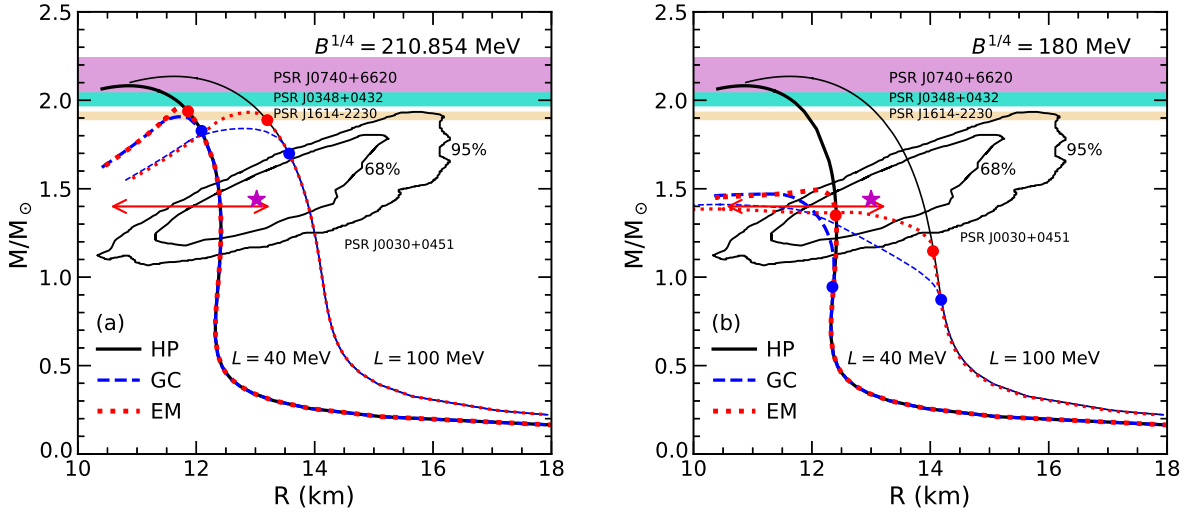 B^{1/4} = 210.854 MeV
PSR J0740+6620
PSR J0348+0432
PSR J1614-2230
95%
68%
PSR J0030+0451
(a)
HP
GC
EM
L = 40 MeV
L = 100 MeV
M/M⊙
2.5
2.0
1.5
1.0
0.5
0.0
10
12
14
16
18
R (km)
B^{1/4} = 180 MeV
PSR J0740+6620
PSR J0348+0432
PSR J1614-2230
95%
68%
PSR J0030+0451
(b)
HP
GC
EM
L = 40 MeV
L = 100 MeV
M/M⊙
2.5
2.0
1.5
1.0
0.5
0.0
10
12
14
16
18
R (km)